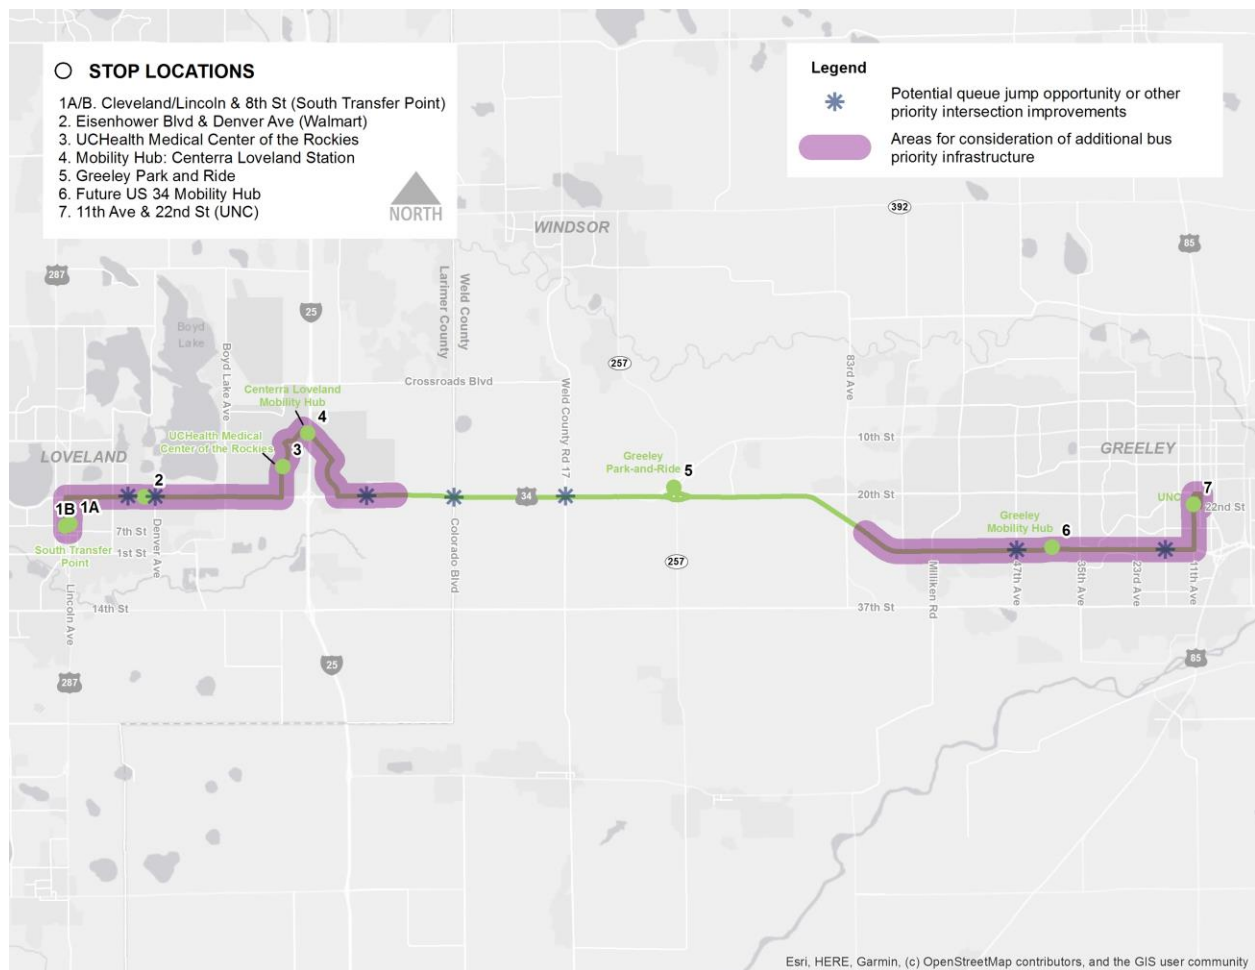 STOP LOCATIONS
1A/B. Cleveland/Lincoln & 8th St (South Transfer Point)
2. Eisenhower Blvd & Denver Ave (Walmart)
3. UCHealth Medical Center of the Rockies
4. Mobility Hub: Centerra Loveland Station
5. Greeley Park and Ride
6. Future US 34 Mobility Hub
7. 11th Ave & 22nd St (UNC)
NORTH
Legend
Potential queue jump opportunity or other
priority intersection improvements
Areas for consideration of additional bus
priority infrastructure
392
WINDSOR
85
287
25
Larimer County
Weld County
Boyd
Lake
Boyd Lake Ave
257
83rd Ave
Crossroads Blvd
Weld County Rd 17
Centerra Loveland
Mobility Hub
4
UCHealth Medical
Center of the Rockies
3
10th St
LOVELAND
GREELEY
Greeley
Park-and-Ride
5
2
34
20th St
UNC
7
22nd St
1B
1A
7th St
Denver Ave
South Transfer
Point
1st St
Colorado Blvd
Greeley
Mobility Hub
6
257
Milliken Rd
47th Ave
35th Ave
23rd Ave
11th Ave
Lincoln Ave
14th St
37th St
25
85
287
Esri, HERE, Garmin, (c) OpenStreetMap contributors, and the GIS user community